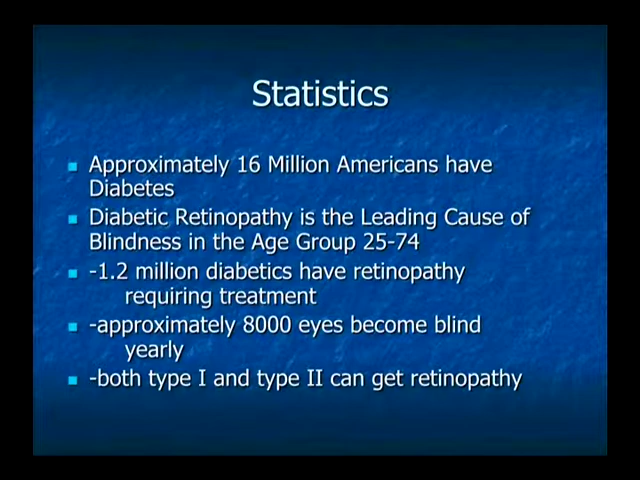 Statistics
Approximately 16 Million Americans have
Diabetes
Diabetic Retinopathy is the Leading Cause of
Blindness in the Age Group 25-74
-1.2 million diabetics have retinopathy
requiring treatment
-approximately 8000 eyes become blind
yearly
-both type I and type II can get retinopathy